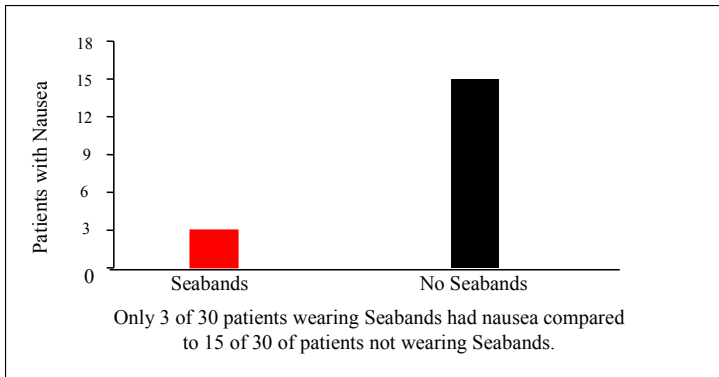 18
15
12
9
6
3
0
Patients with Nausea
Seabands
No Seabands
Only 3 of 30 patients wearing Seabands had nausea compared
to 15 of 30 of patients not wearing Seabands.